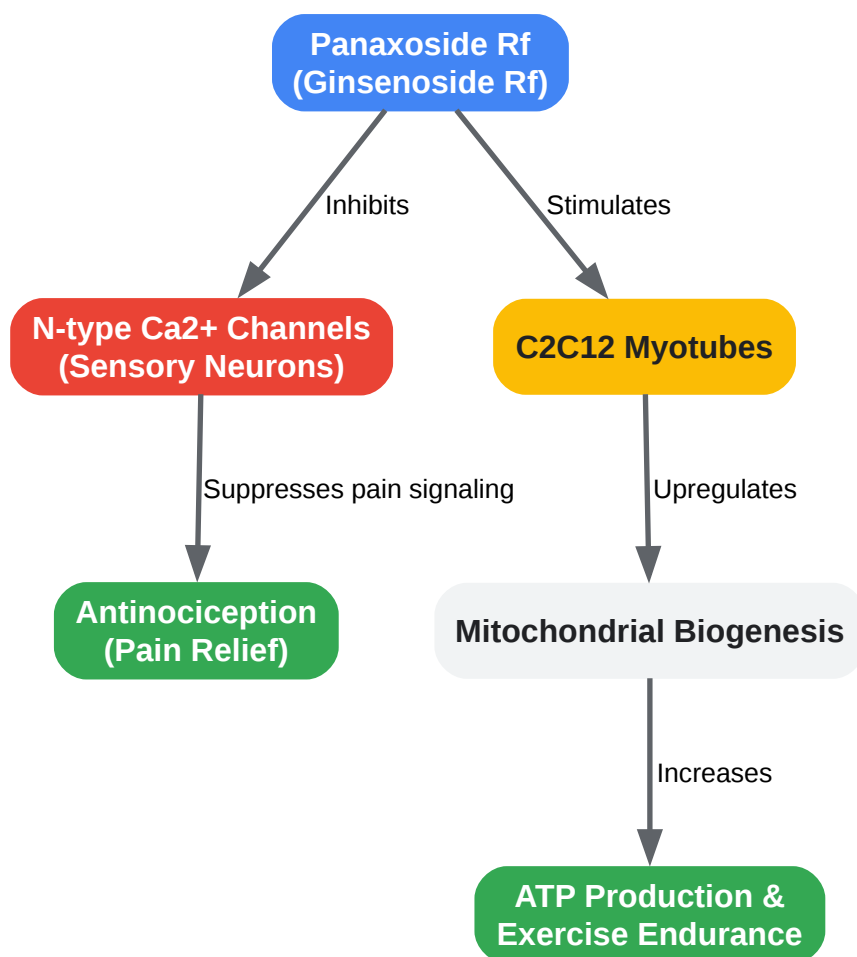 Panaxoside Rf
(Ginsenoside Rf)
Inhibits
Stimulates
N-type Ca2+ Channels
(Sensory Neurons)
C2C12 Myotubes
Suppresses pain signaling
Upregulates
Antinociception
(Pain Relief)
Mitochondrial Biogenesis
Increases
ATP Production &
Exercise Endurance